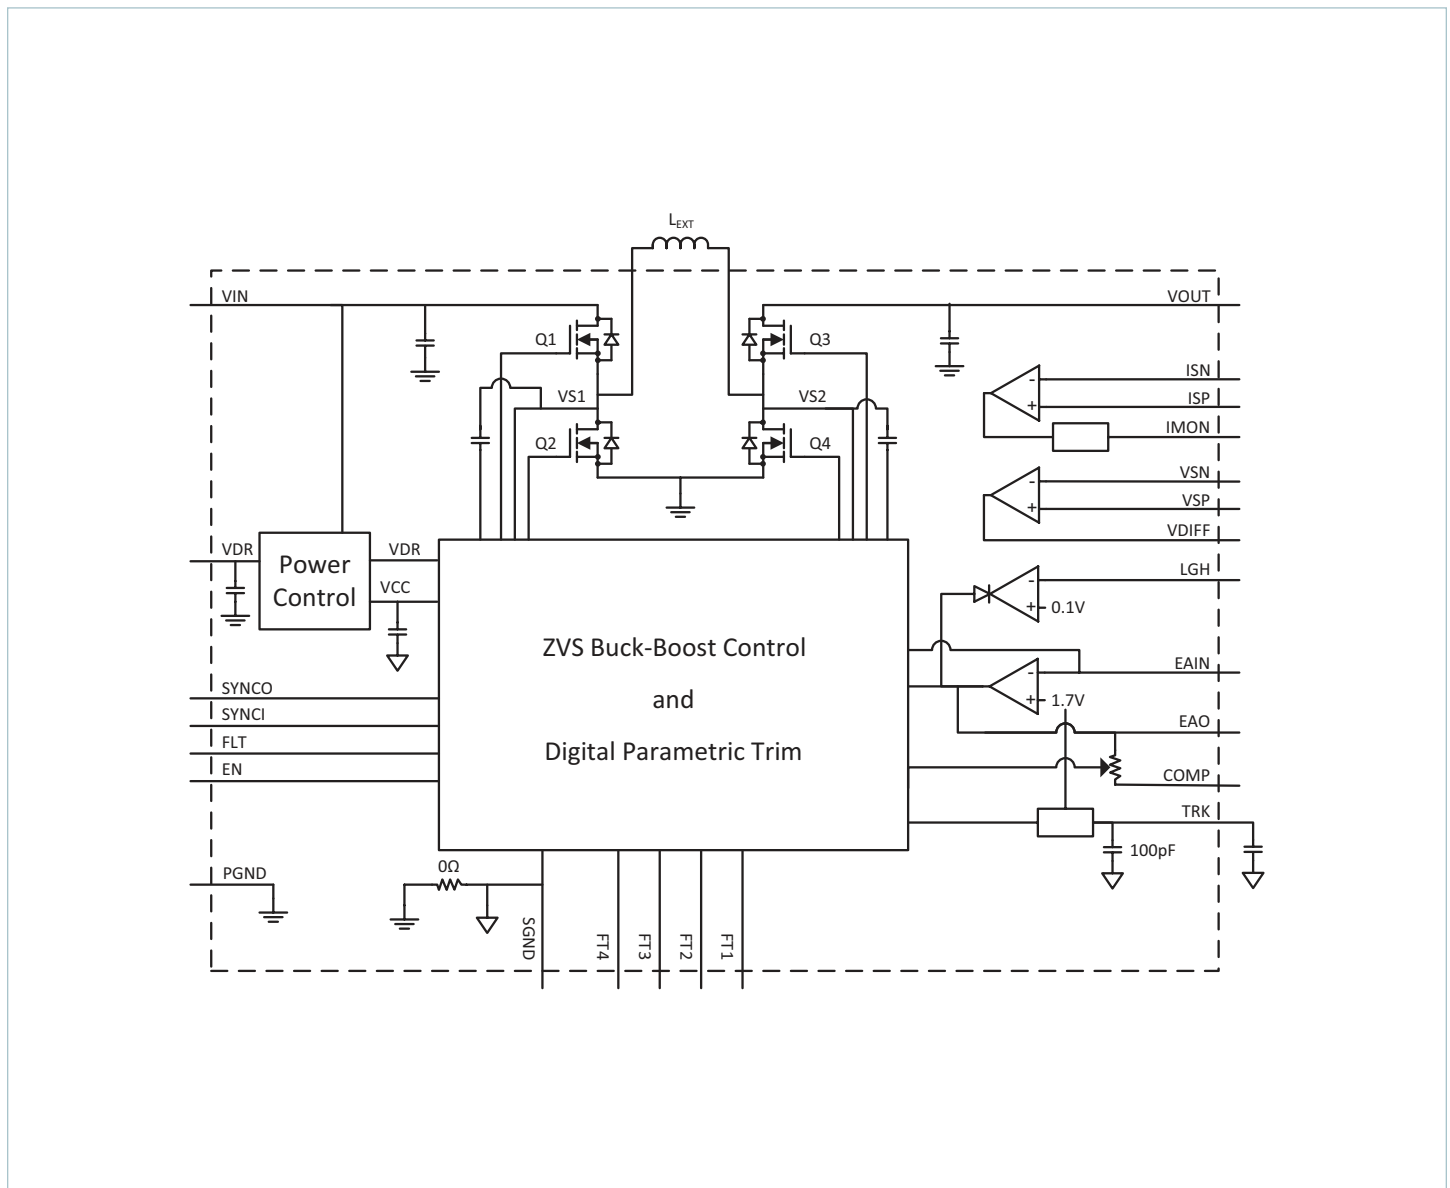 LEXT
VIN
VOUT
Q1
Q3
ISN
VS1
VS2
ISP
IMON
Q2
Q4
VSN
VSP
VDIFF
VDR
VDR
Power
Control
VCC
LGH
0.1V
ZVS Buck-Boost Control
and
Digital Parametric Trim
EAIN
1.7V
SYNCO
SYNCI
EAO
FLT
EN
COMP
TRK
100pF
PGND
0Ω
SGND
FT4
FT3
FT2
FT1